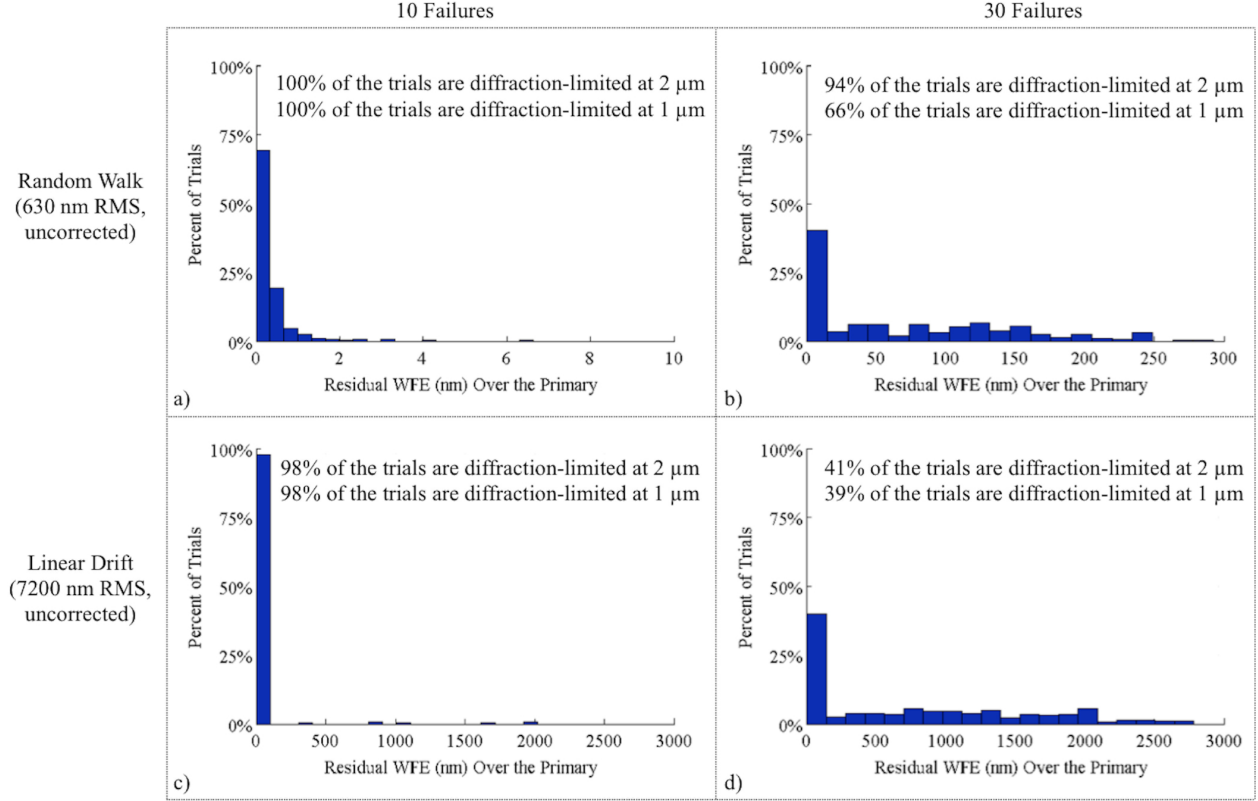 10 Failures
30 Failures
Random Walk
(630 nm RMS,
uncorrected)
100%
75%
50%
25%
0%
Percent of Trials
100% of the trials are diffraction-limited at 2 µm
100% of the trials are diffraction-limited at 1 µm
0 2 4 6 8 10
Residual WFE (nm) Over the Primary
a)
100%
75%
50%
25%
0%
Percent of Trials
94% of the trials are diffraction-limited at 2 µm
66% of the trials are diffraction-limited at 1 µm
0 50 100 150 200 250 300
Residual WFE (nm) Over the Primary
b)
Linear Drift
(7200 nm RMS,
uncorrected)
100%
75%
50%
25%
0%
Percent of Trials
98% of the trials are diffraction-limited at 2 µm
98% of the trials are diffraction-limited at 1 µm
0 500 1000 1500 2000 2500 3000
Residual WFE (nm) Over the Primary
c)
100%
75%
50%
25%
0%
Percent of Trials
41% of the trials are diffraction-limited at 2 µm
39% of the trials are diffraction-limited at 1 µm
0 500 1000 1500 2000 2500 3000
Residual WFE (nm) Over the Primary
d)